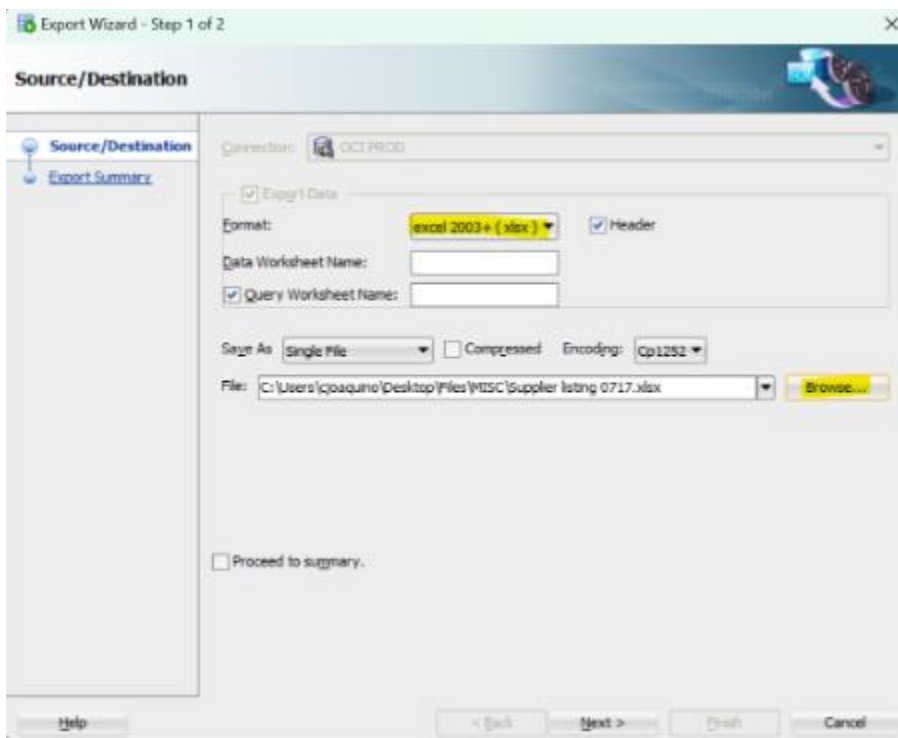 Export Wizard - Step 1 of 2
Source/Destination
Source/Destination
Export Summary
Connection: OCI PROD
Export Data
Format: excel 2003+ ( xlsx ) Header
Data Worksheet Name:
Query Worksheet Name:
Save As Single File Compressed Encoding: Cp1252
File: C:\Users\cjoaquino\Desktop\Files\MISC\Supplier listing 0717.xlsx Browse...
Proceed to summary.
Help < Back Next > Finish Cancel